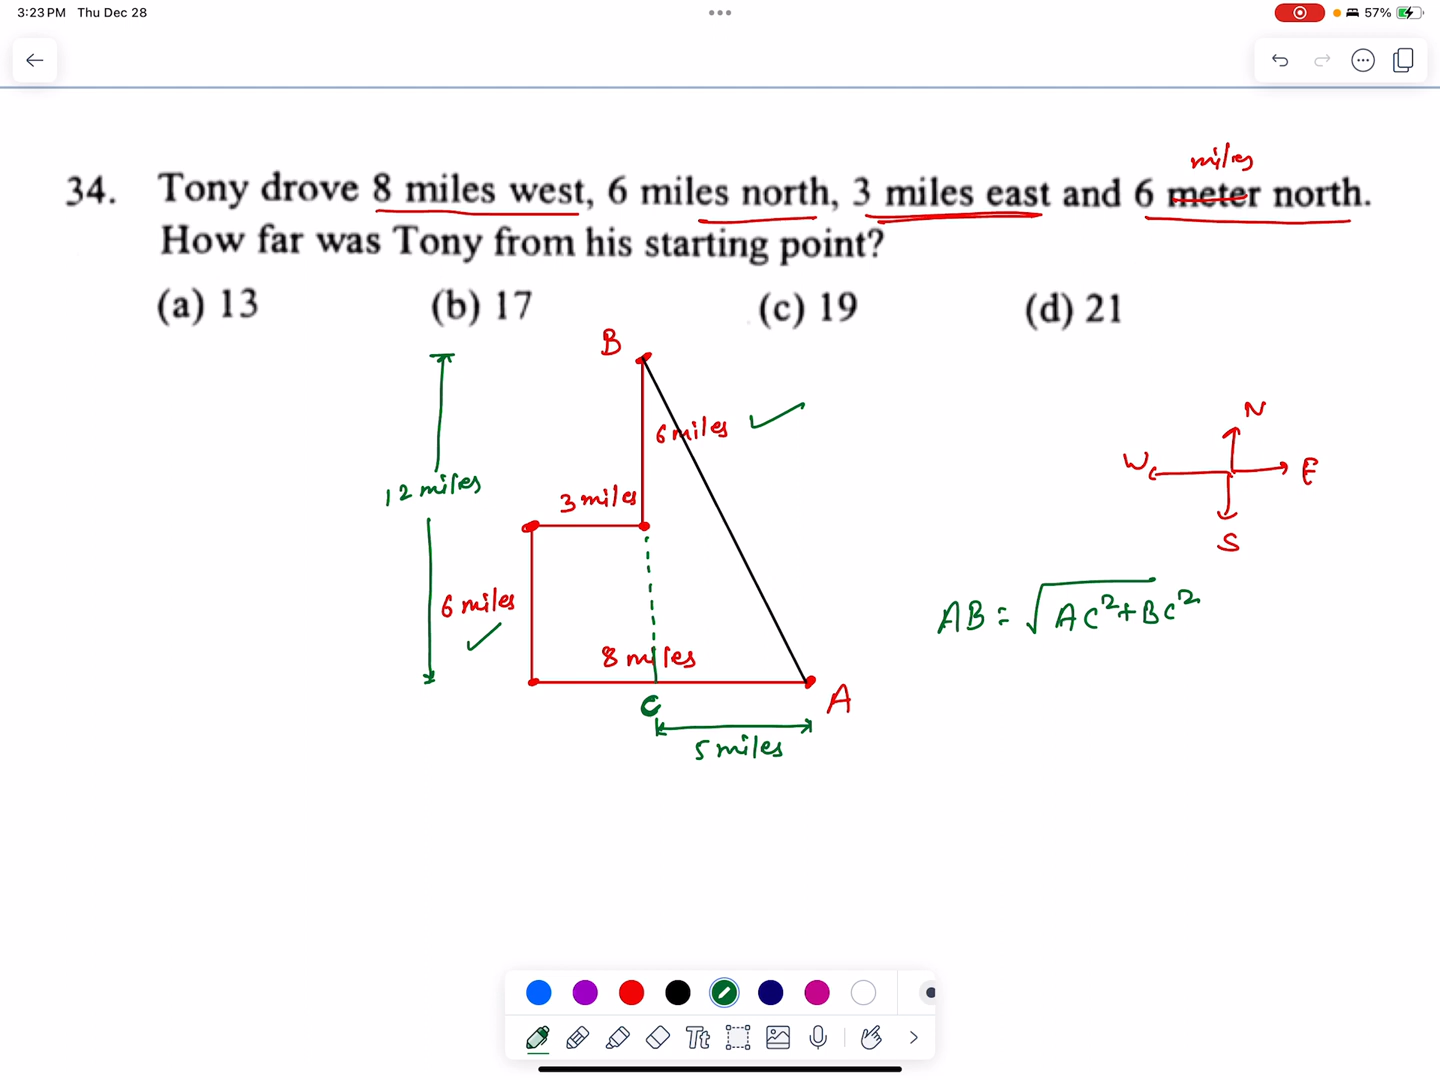 3:23 PM Thu Dec 28
57%
miles
34. Tony drove 8 miles west, 6 miles north, 3 miles east and 6 meter north.
How far was Tony from his starting point?
(a) 13 (b) 17 (c) 19 (d) 21
B
6 miles
N
W E
12 miles
3 miles
S
6 miles
AB = √AC²+BC²
8 miles
C A
5 miles
Tt